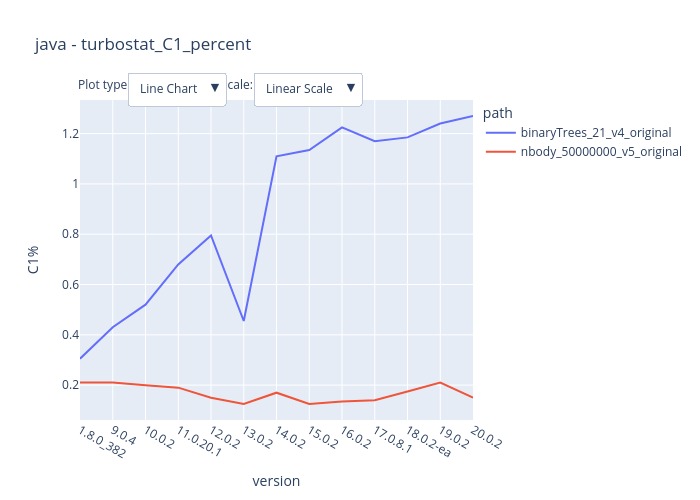 java - turbostat_C1_percent
Plot type
Line Chart ▼
cale:
Linear Scale ▼
path
binaryTrees_21_v4_original
nbody_50000000_v5_original
C1%
1.2
1
0.8
0.6
0.4
0.2
1.8.0_382
9.0.4
10.0.2
11.0.20.1
12.0.2
13.0.2
14.0.2
15.0.2
16.0.2
17.0.8.1
18.0.2-ea
19.0.2
20.0.2
version